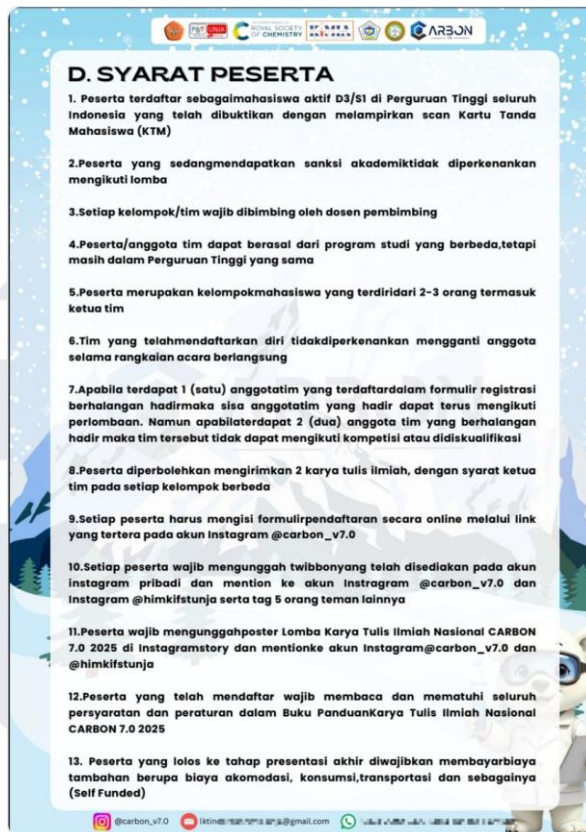 P&T UNJA
ROYAL SOCIETY
OF CHEMISTRY
CARBON
D. SYARAT PESERTA
1. Peserta terdaftar sebagaimahasiswa aktif D3/S1 di Perguruan Tinggi seluruh
Indonesia yang telah dibuktikan dengan melampirkan scan Kartu Tanda
Mahasiswa (KTM)
2.Peserta yang sedangmendapatkan sanksi akademiktidak diperkenankan
mengikuti lomba
3.Setiap kelompok/tim wajib dibimbing oleh dosen pembimbing
4.Peserta/anggota tim dapat berasal dari program studi yang berbeda,tetapi
masih dalam Perguruan Tinggi yang sama
5.Peserta merupakan kelompokmahasiswa yang terdiridari 2-3 orang termasuk
ketua tim
6.Tim yang telahmendaftarkan diri tidakdiperkenankan mengganti anggota
selama rangkaian acara berlangsung
7.Apabila terdapat 1 (satu) anggotatim yang terdaftardalam formulir registrasi
berhalangan hadirmaka sisa anggotatim yang hadir dapat terus mengikuti
perlombaan. Namun apabilaterdapat 2 (dua) anggota tim yang berhalangan
hadir maka tim tersebut tidak dapat mengikuti kompetisi atau didiskualifikasi
8.Peserta diperbolehkan mengirimkan 2 karya tulis ilmiah, dengan syarat ketua
tim pada setiap kelompok berbeda
9.Setiap peserta harus mengisi formulirpendaftaran secara online melalui link
yang tertera pada akun Instagram @carbon_v7.0
10.Setiap peserta wajib mengunggah twibbonyang telah disediakan pada akun
instagram pribadi dan mention ke akun Instragram @carbon_v7.0 dan
Instagram @himkifstunja serta tag 5 orang teman lainnya
11.Peserta wajib mengunggahposter Lomba Karya Tulis Ilmiah Nasional CARBON
7.0 2025 di Instagramstory dan mentionke akun Instagram@carbon_v7.0 dan
@himkifstunja
12.Peserta yang telah mendaftar wajib membaca dan mematuhi seluruh
persyaratan dan peraturan dalam Buku PanduanKarya Tulis Ilmiah Nasional
CARBON 7.0 2025
13. Peserta yang lolos ke tahap presentasi akhir diwajibkan membayarbiaya
tambahan berupa biaya akomodasi, konsumsi,transportasi dan sebagainya
(Self Funded)
@carbon_v7.0
@gmail.com